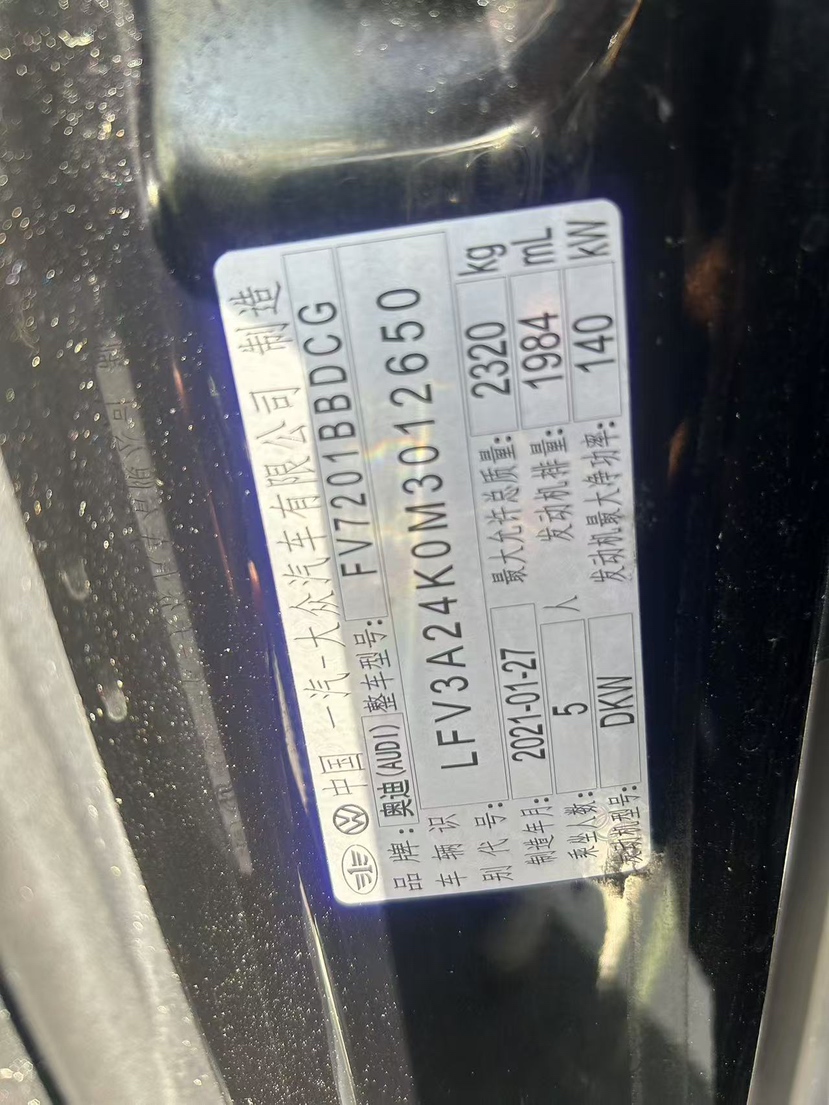 中国 一汽-大众汽车有限公司 制造
品牌: 奥迪(AUDI) 整车型号: FV7201BBDCG
车辆识别代号: LFV3A24K0M3012650
制造年月: 2021-01-27 最大允许总质量: 2320 kg
乘坐人数: 5 人 发动机排量: 1984 mL
发动机型号: DKW 发动机最大净功率: 140 kW